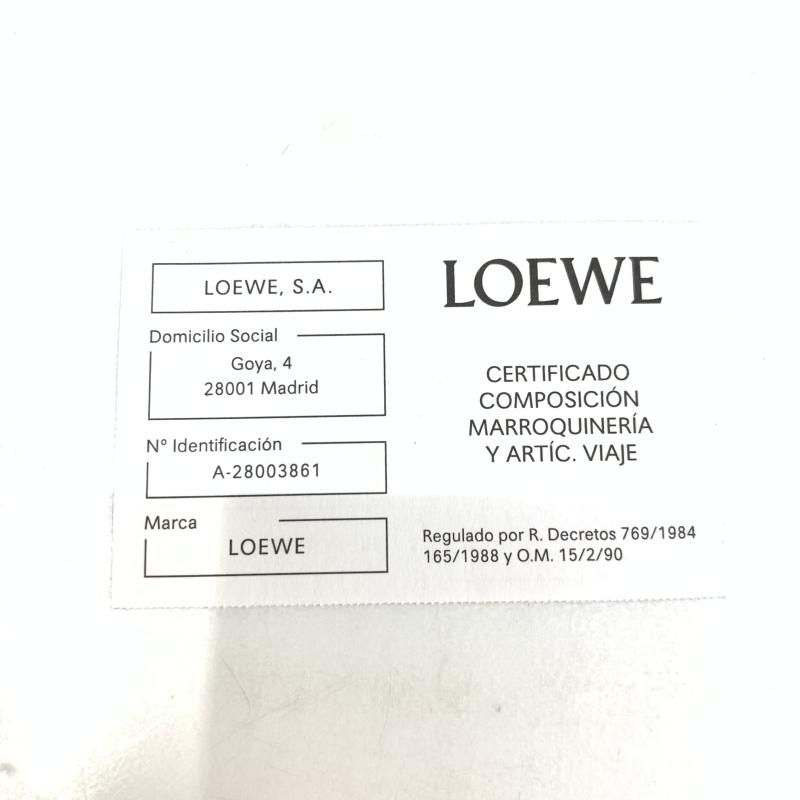 LOEWE, S.A.
Domicilio Social
Goya, 4
28001 Madrid
Nº Identificación
A-28003861
Marca
LOEWE
LOEWE
CERTIFICADO
COMPOSICIÓN
MARROQUINERÍA
Y ARTÍC. VIAJE
Regulado por R. Decretos 769/1984
165/1988 y O.M. 15/2/90